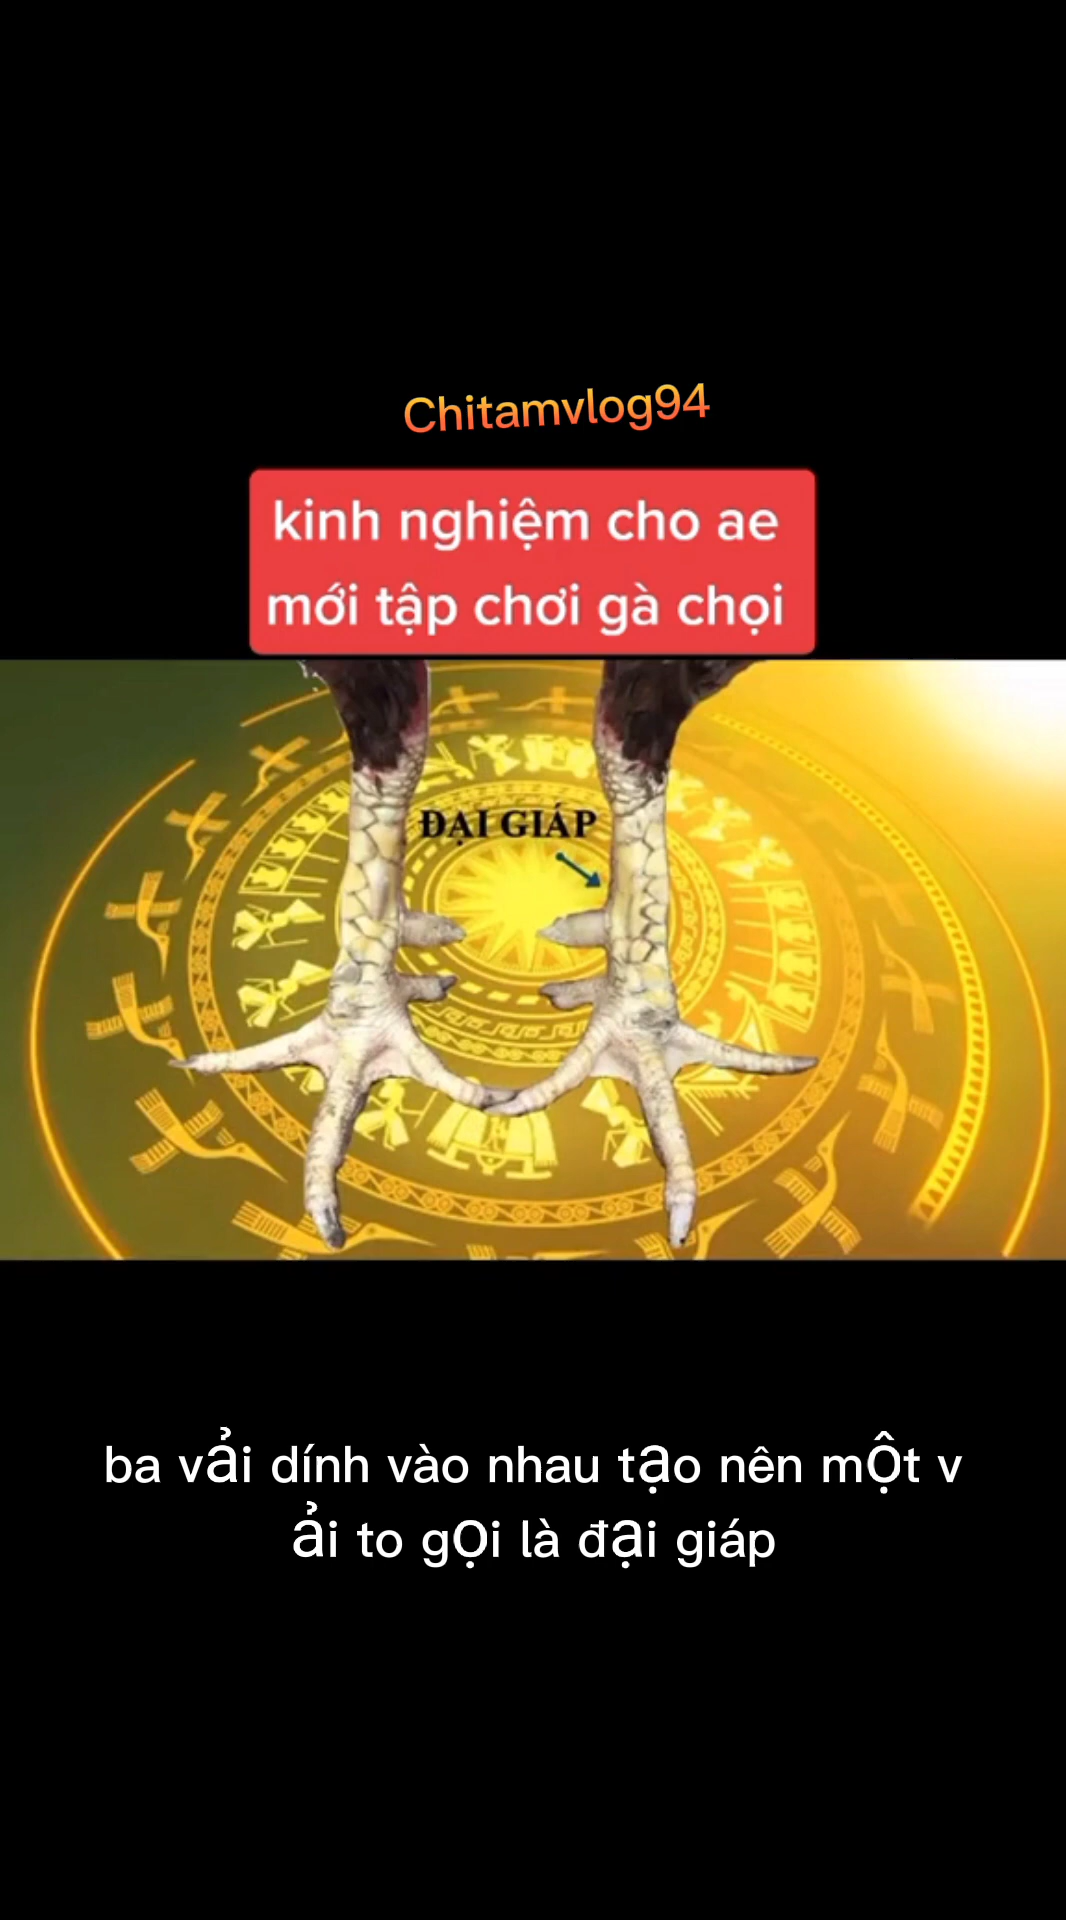 Chitamvlog94
kinh nghiệm cho ae
mới tập chơi gà chọi
ĐẠI GIÁP
ba vải dính vào nhau tạo nên một v
ải to gọi là đại giáp